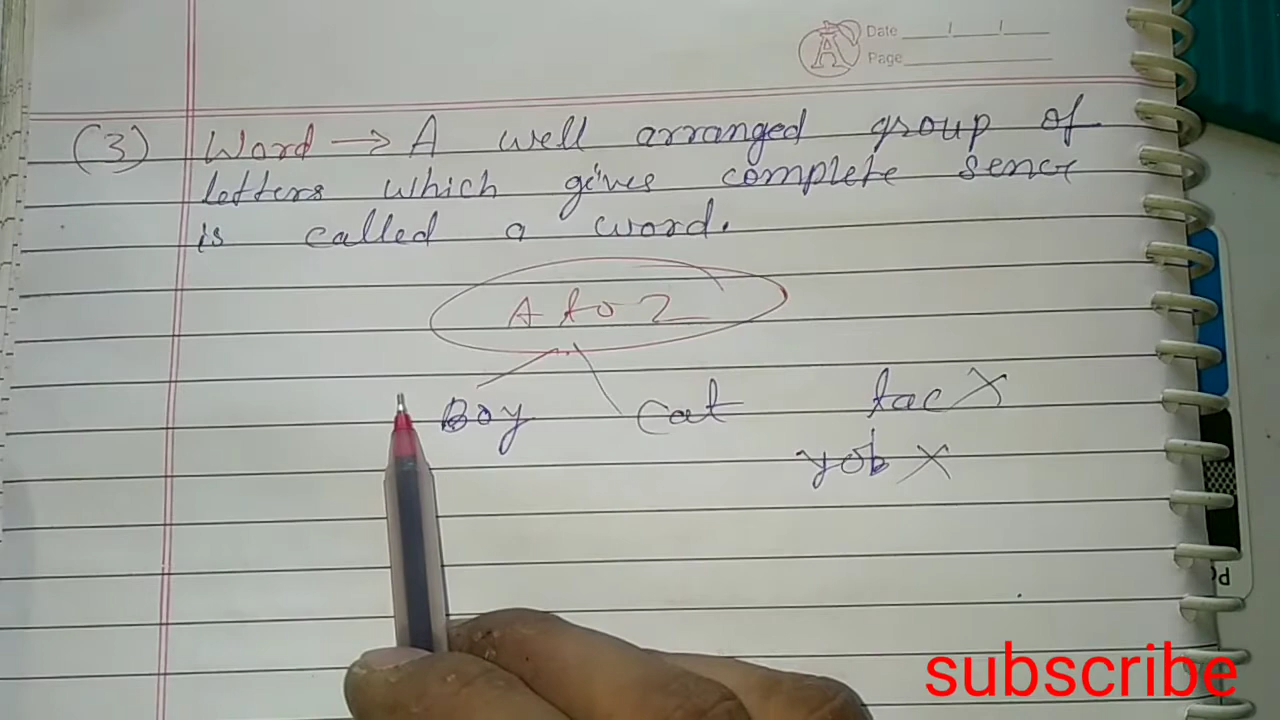 Date / / /
Page
(3) Word → A well arranged group of
letters which gives complete sence
is called a word.
A to Z
Boy cat tac X
yob X
subscribe